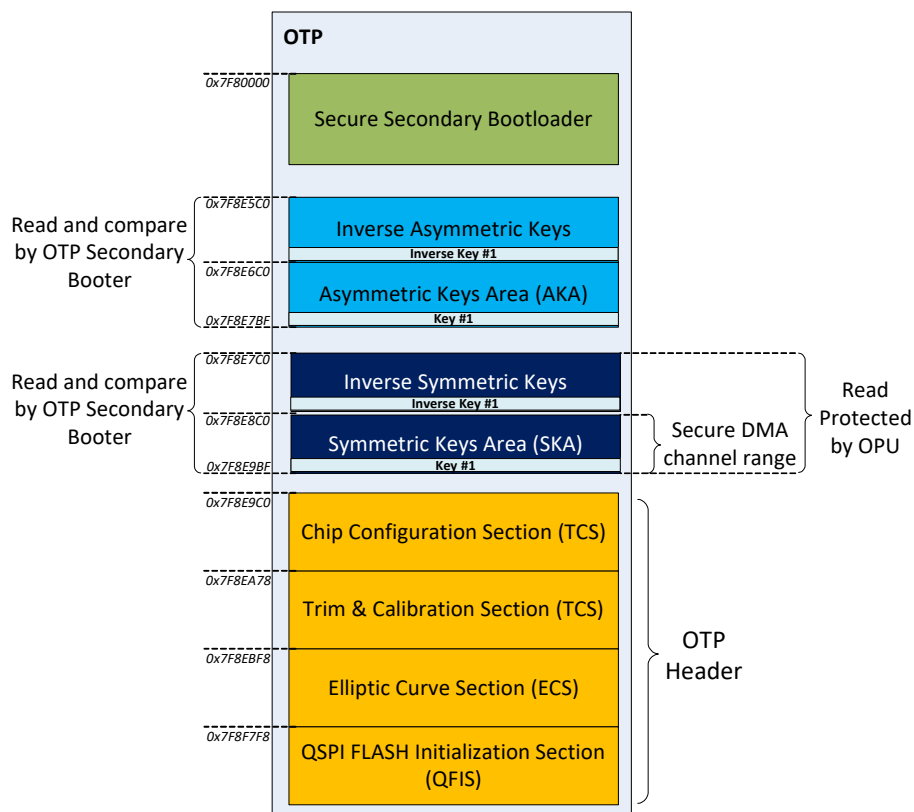 OTP
0x7F80000
Secure Secondary Bootloader
0x7F8E5C0
Read and compare
by OTP Secondary
Booter
Inverse Asymmetric Keys
Inverse Key #1
0x7F8E6C0
Asymmetric Keys Area (AKA)
Key #1
0x7F8E7BF
0x7F8E7C0
Read and compare
by OTP Secondary
Booter
Inverse Symmetric Keys
Inverse Key #1
0x7F8E8C0
Symmetric Keys Area (SKA)
Key #1
0x7F8E9BF
Secure DMA
channel range
Read
Protected
by OPU
0x7F8E9C0
Chip Configuration Section (TCS)
0x7F8EA78
Trim & Calibration Section (TCS)
0x7F8EBF8
Elliptic Curve Section (ECS)
0x7F8F7F8
QSPI FLASH Initialization Section
(QFIS)
OTP
Header